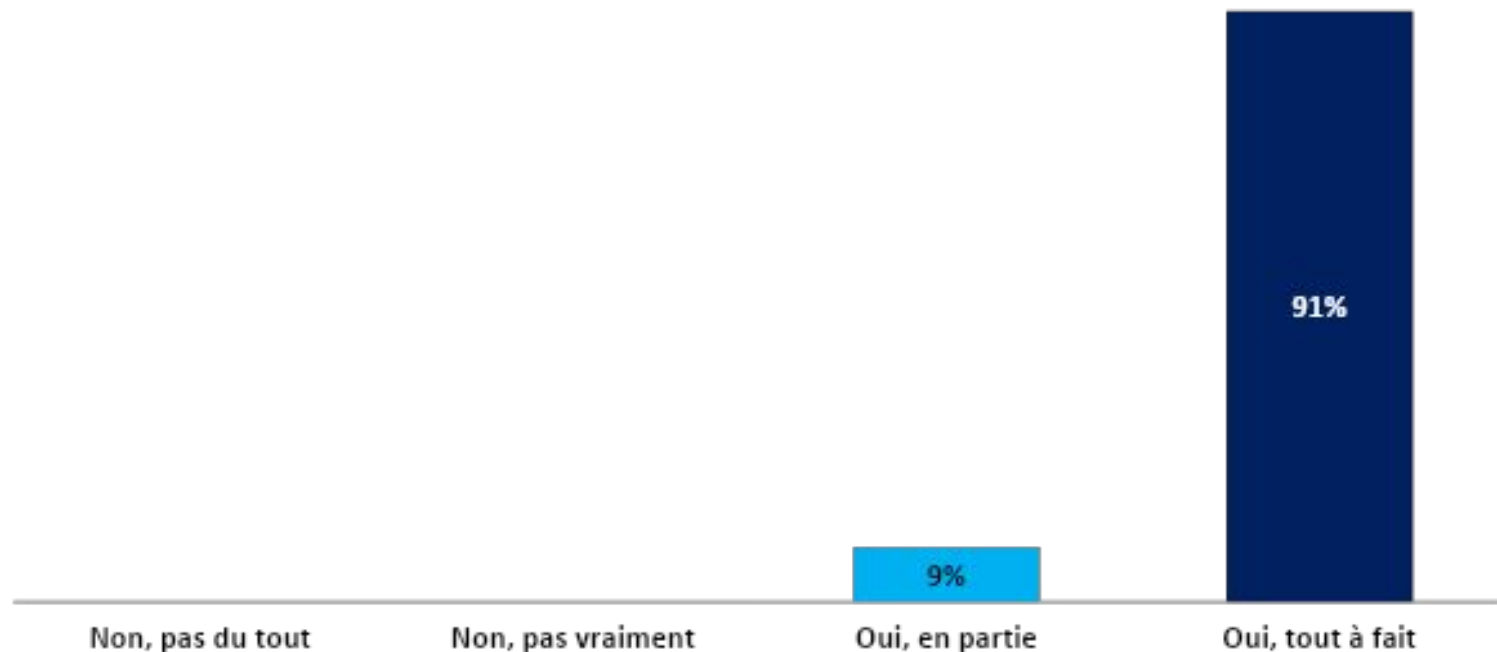 91%
9%
Non, pas du tout
Non, pas vraiment
Oui, en partie
Oui, tout à fait